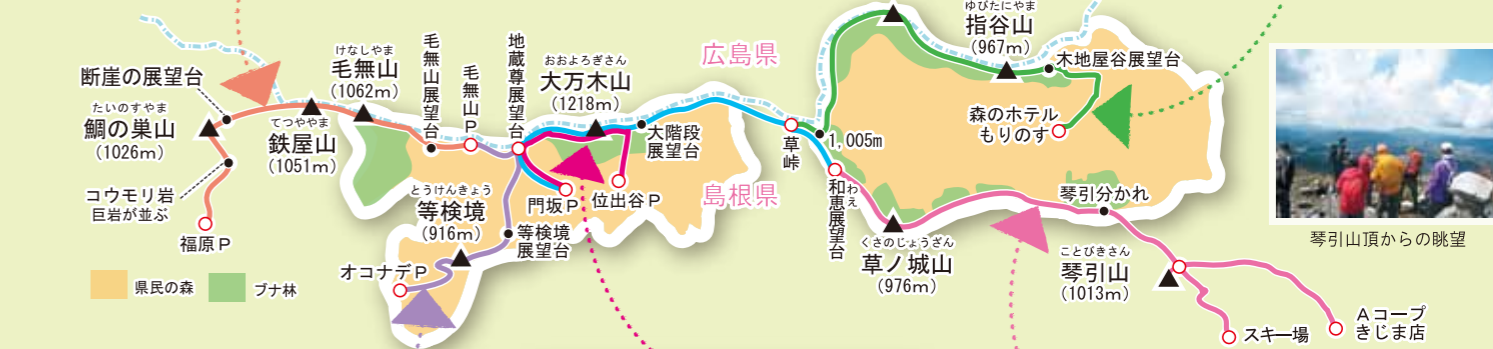 断崖の展望台
たいのすやま
鯛の巣山
(1026m)
コウモリ岩
巨岩が並ぶ
福原P
てつややま
鉄屋山
(1051m)
けなしやま
毛無山
(1062m)
毛無山展望台
毛無山P
地蔵尊展望台
おおよろぎさん
大万木山
(1218m)
大階段
展望台
門坂P
位出谷P
とうけんきょう
等検境
(916m)
等検境
展望台
オコナデP
県民の森
ブナ林
広島県
島根県
草峠
1,005m
和恵展望台
わえ
くさのじょうざん
草ノ城山
(976m)
ゆびたにやま
指谷山
(967m)
木地屋谷展望台
森のホテル
もりのす
琴引分かれ
ことびきさん
琴引山
(1013m)
スキー場
Aコープ
きじま店
琴引山頂からの眺望